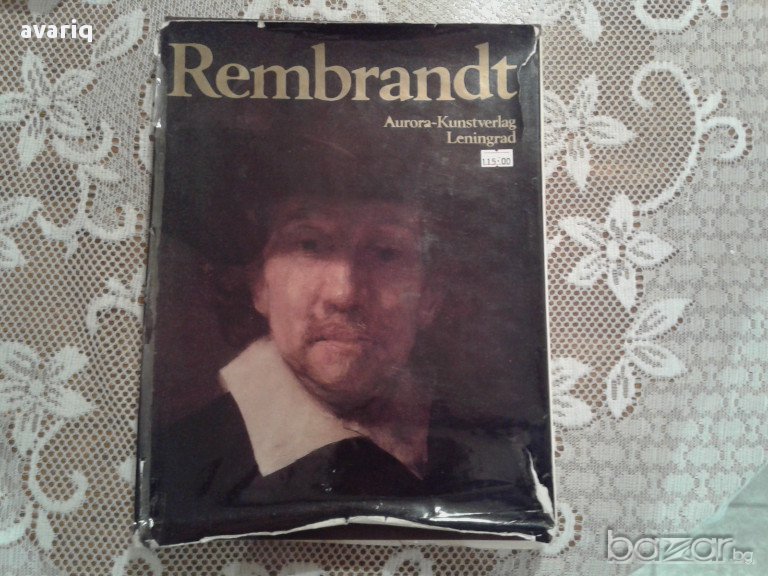 avariq
Rembrandt
Aurora-Kunstverlag
Leningrad
115.00
bazar.bg